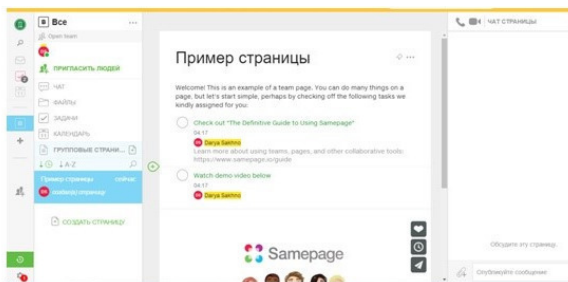 Все
Open team
ПРИГЛАСИТЬ ЛЮДЕЙ
ЧАТ
ФАЙЛЫ
ЗАДАЧИ
КАЛЕНДАРЬ
ГРУППОВЫЕ СТРАНИ...
A-Z
Пример страницы сейчас
СОЗДАТЬ СТРАНИЦУ
Пример страницы
Welcome! This is an example of a team page. You can do many things on a
page, but let's start simple, perhaps by checking off the following tasks we
kindly assigned for you:
Check out "The Definitive Guide to Using Samepage"
04.17
Darya Sakhno
Learn more about using teams, pages, and other collaborative tools:
https://www.samepage.io/guide
Watch demo video below
04.17
Darya Sakhno
Samepage
ЧАТ СТРАНИЦЫ
Обсудите эту страницу.
Опубликуйте сообщение